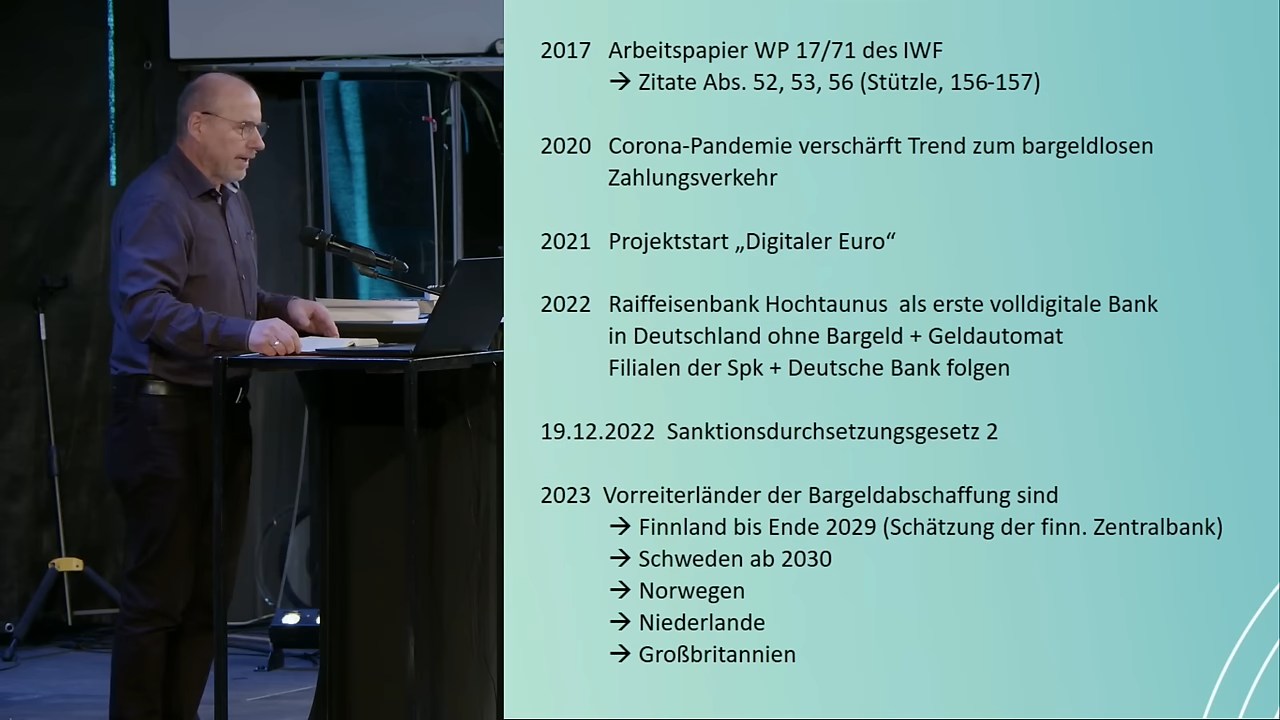 2017 Arbeitspapier WP 17/71 des IWF
→ Zitate Abs. 52, 53, 56 (Stützle, 156-157)
2020 Corona-Pandemie verschärft Trend zum bargeldlosen
Zahlungsverkehr
2021 Projektstart „Digitaler Euro“
2022 Raiffeisenbank Hochtaunus als erste volldigitale Bank
in Deutschland ohne Bargeld + Geldautomat
Filialen der Spk + Deutsche Bank folgen
19.12.2022 Sanktionsdurchsetzungsgesetz 2
2023 Vorreiterländer der Bargeldabschaffung sind
→ Finnland bis Ende 2029 (Schätzung der finn. Zentralbank)
→ Schweden ab 2030
→ Norwegen
→ Niederlande
→ Großbritannien